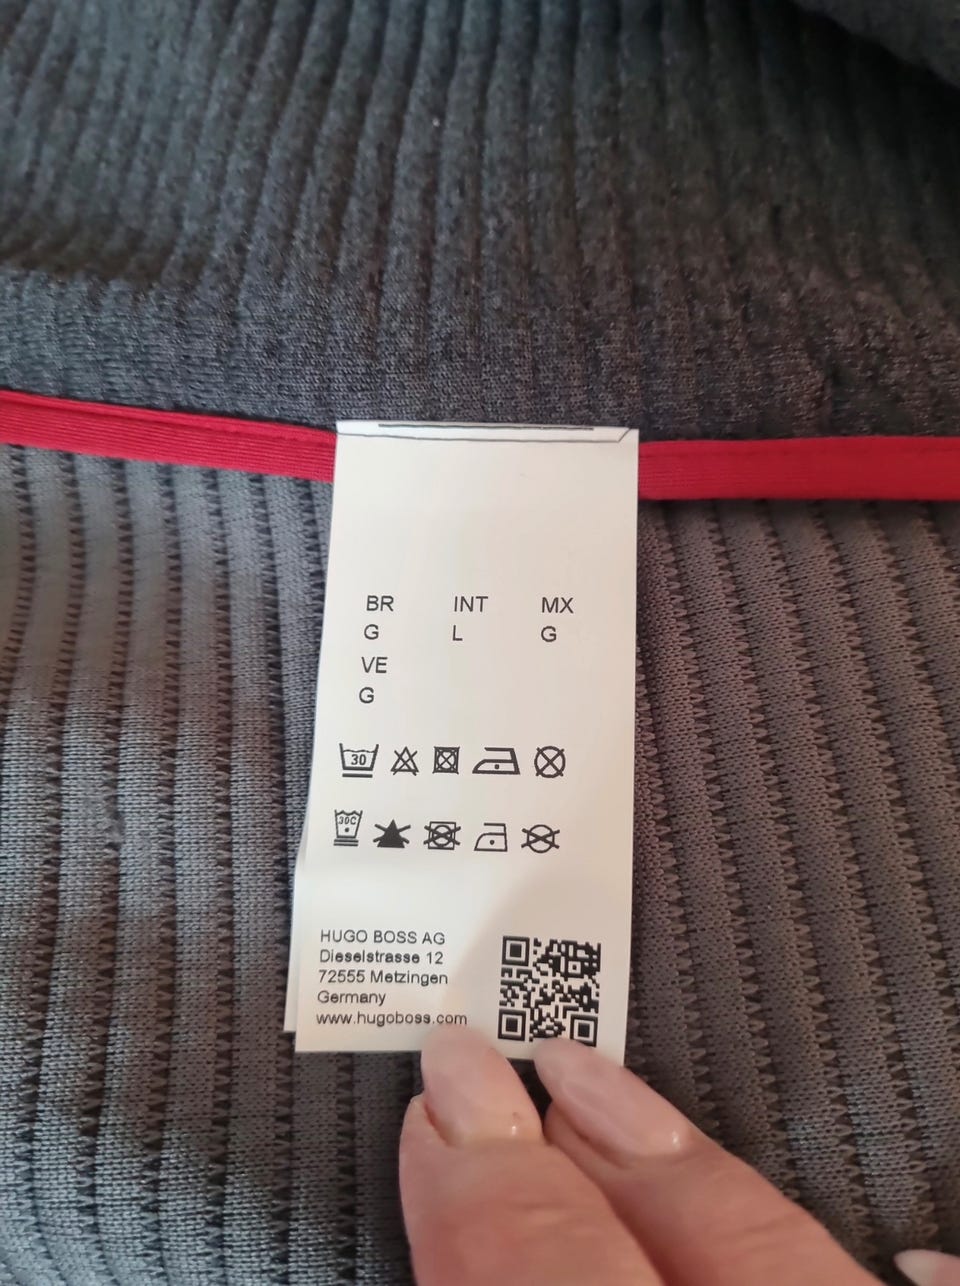 BR INT MX
G L G
VE
G
30
30C
HUGO BOSS AG
Dieselstrasse 12
72555 Metzingen
Germany
www.hugoboss.com